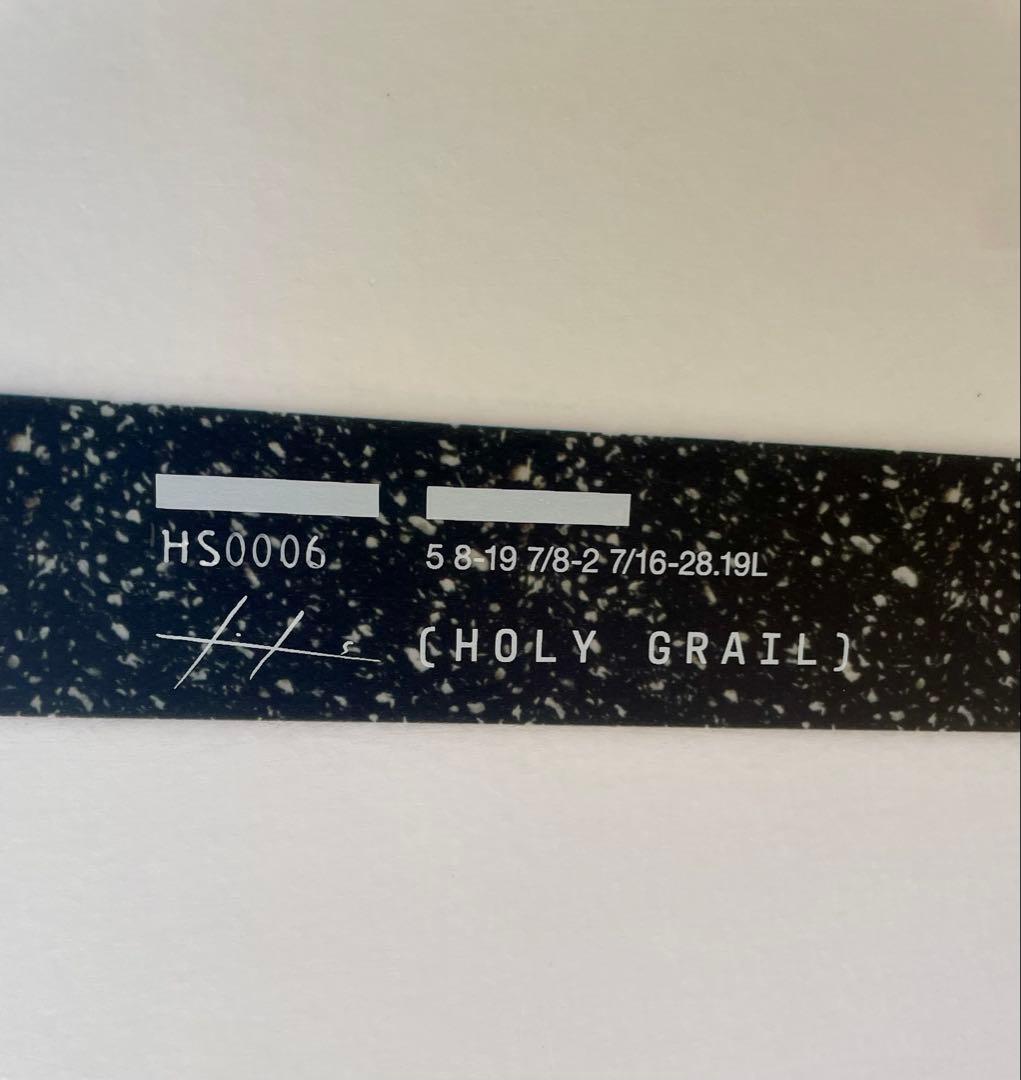 HS0006
5 8-19 7/8-2 7/16-28.19L
(HOLY GRAIL)